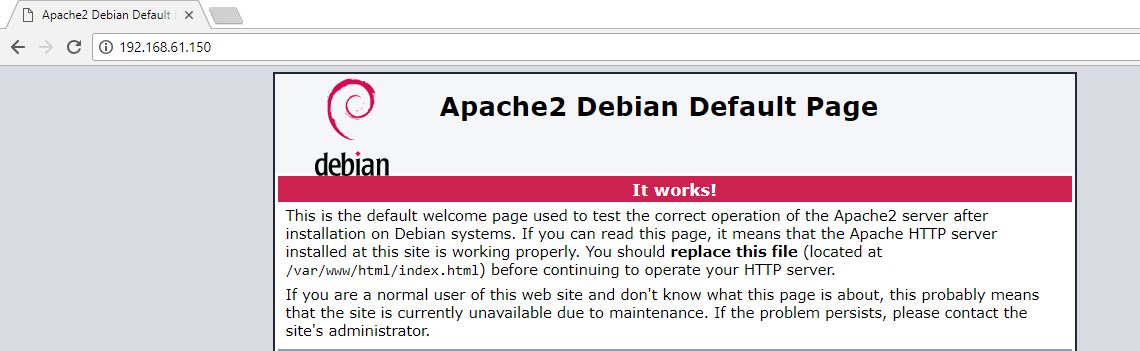 Apache2 Debian Default
192.168.61.150
debian
Apache2 Debian Default Page
It works!
This is the default welcome page used to test the correct operation of the Apache2 server after
installation on Debian systems. If you can read this page, it means that the Apache HTTP server
installed at this site is working properly. You should replace this file (located at
/var/www/html/index.html) before continuing to operate your HTTP server.
If you are a normal user of this web site and don't know what this page is about, this probably means
that the site is currently unavailable due to maintenance. If the problem persists, please contact the
site's administrator.